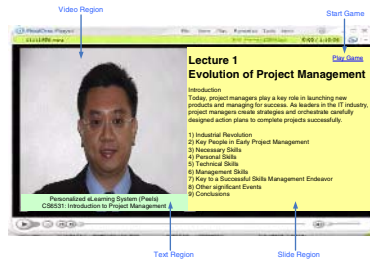 Video Region
Start Game
Lecture 1
Play Game
Evolution of Project Management
Introduction
Today, project managers play a key role in launching new
products and managing for success. As leaders in the IT industry,
project managers create strategies and orchestrate carefully
designed action plans to complete projects successfully.
1) Industrial Revolution
2) Key People in Early Project Management
3) Necessary Skills
4) Personal Skills
5) Technical Skills
6) Management Skills
7) Key to a Successful Skills Management Endeavor
8) Other significant Events
9) Conclusions
Personalized eLearning System (Peels)
CS6531: Introduction to Project Management
Text Region
Slide Region